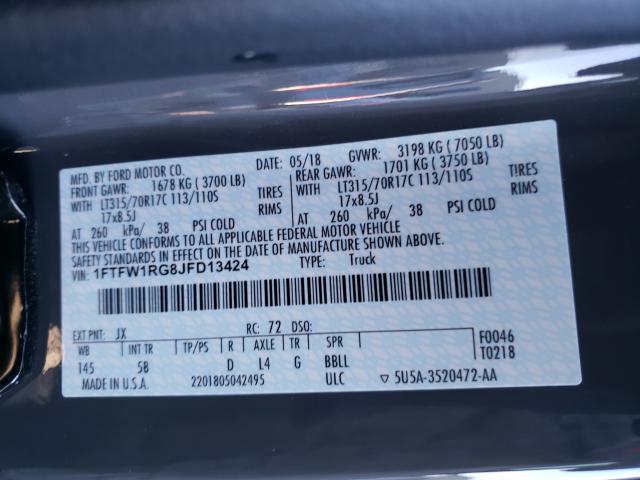 MFD. BY FORD MOTOR CO.
DATE: 05/18 GVWR: 3198 KG ( 7050 LB)
FRONT GAWR: 1678 KG ( 3700 LB) REAR GAWR: 1701 KG ( 3750 LB)
WITH LT315/70R17C 113/110S TIRES WITH LT315/70R17C 113/110S TIRES
17x8.5J RIMS 17x8.5J RIMS
AT 260 kPa/ 38 PSI COLD AT 260 kPa/ 38 PSI COLD
THIS VEHICLE CONFORMS TO ALL APPLICABLE FEDERAL MOTOR VEHICLE
SAFETY STANDARDS IN EFFECT ON THE DATE OF MANUFACTURE SHOWN ABOVE.
VIN: 1FTFW1RG8JFD13424 TYPE: Truck
EXT PNT: JX RC: 72 DSO:
WB INT TR TP/PS R AXLE TR SPR F0046
145 5B D L4 G BBLL T0218
MADE IN U.S.A. 2201805042495 ULC ▽ 5U5A-3520472-AA